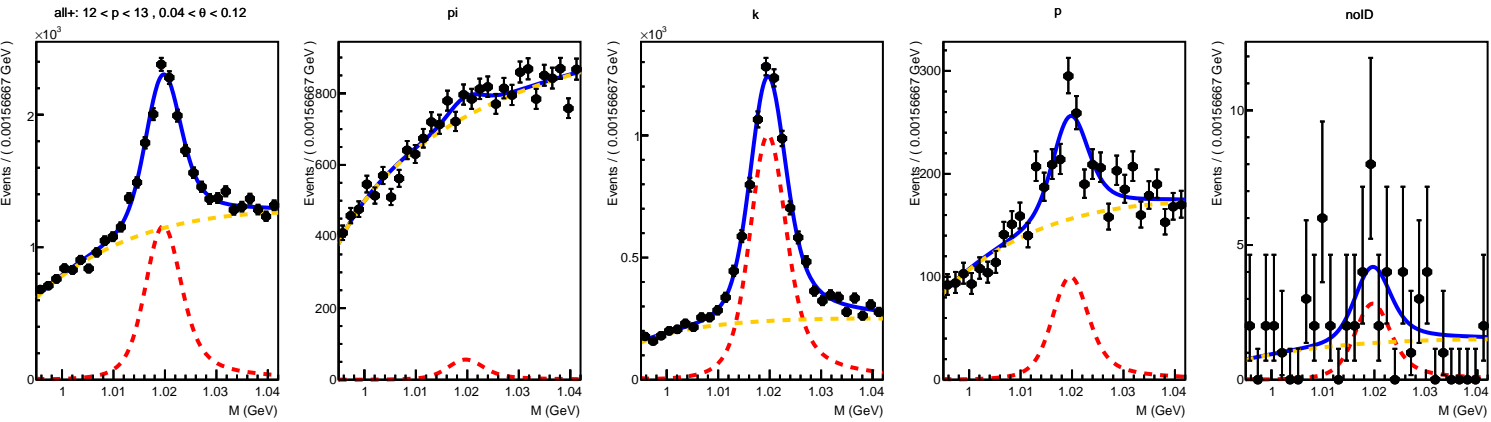 all+: 12 < p < 13 , 0.04 < θ < 0.12
×10³
Events / ( 0.00156667 GeV )
2
1
0
1 1.01 1.02 1.03 1.04
M (GeV)
pi
Events / ( 0.00156667 GeV )
800
600
400
200
0
1 1.01 1.02 1.03 1.04
M (GeV)
k
×10³
Events / ( 0.00156667 GeV )
1
0.5
0
1 1.01 1.02 1.03 1.04
M (GeV)
p
Events / ( 0.00156667 GeV )
300
200
100
0
1 1.01 1.02 1.03 1.04
M (GeV)
noID
Events / ( 0.00156667 GeV )
10
5
0
1 1.01 1.02 1.03 1.04
M (GeV)